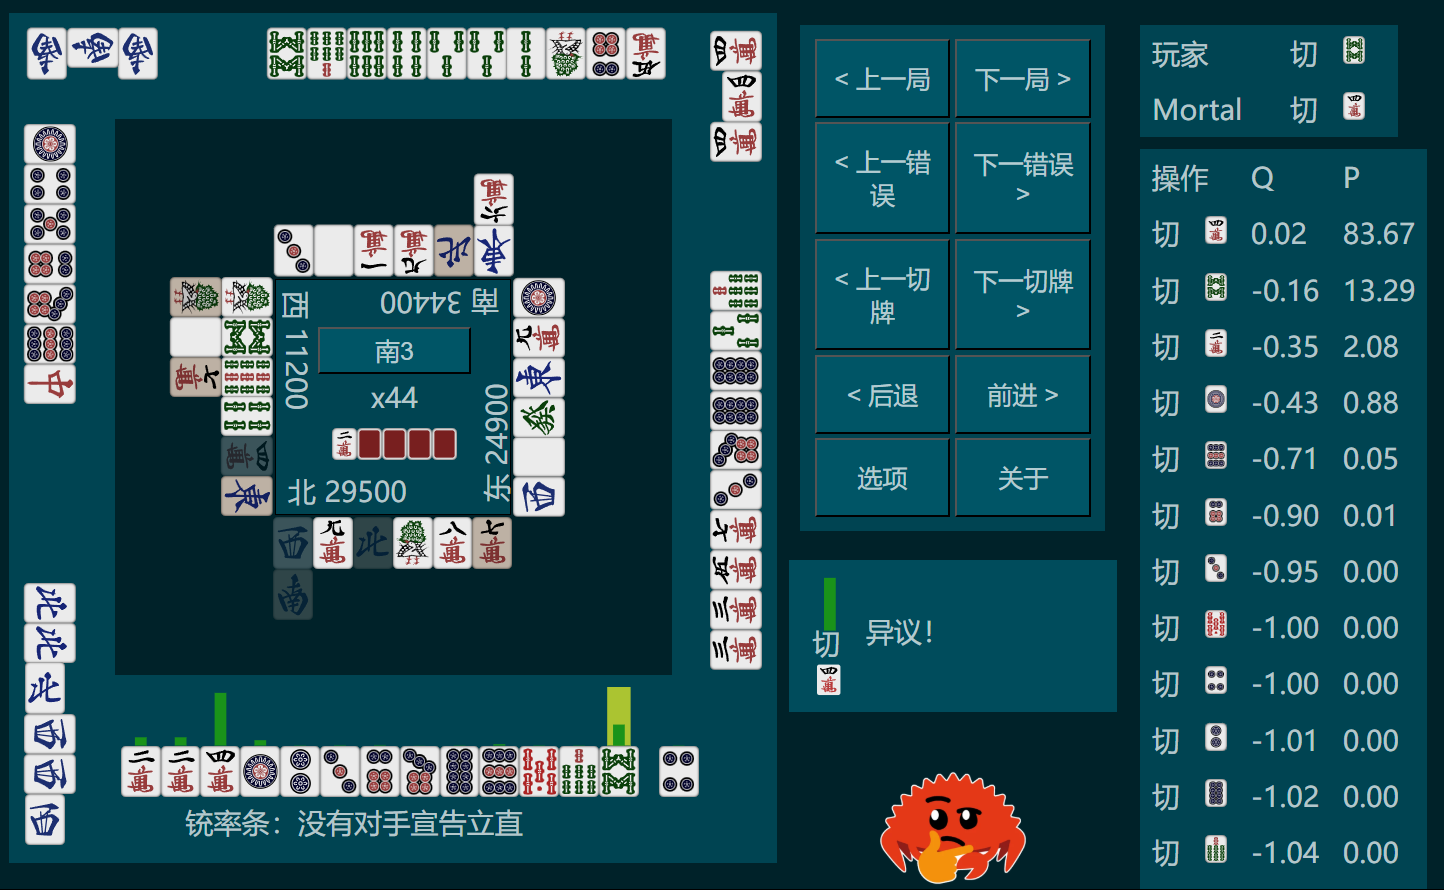 西 11200
南 34400
南3
x44
东 24900
北 29500
铳率条：没有对手宣告立直
< 上一局
下一局 >
< 上一错
误
下一错误
>
< 上一切
牌
下一切牌
>
< 后退
前进 >
选项
关于
切
异议！
玩家 切
Mortal 切
操作 Q P
切 0.02 83.67
切 -0.16 13.29
切 -0.35 2.08
切 -0.43 0.88
切 -0.71 0.05
切 -0.90 0.01
切 -0.95 0.00
切 -1.00 0.00
切 -1.00 0.00
切 -1.01 0.00
切 -1.02 0.00
切 -1.04 0.00